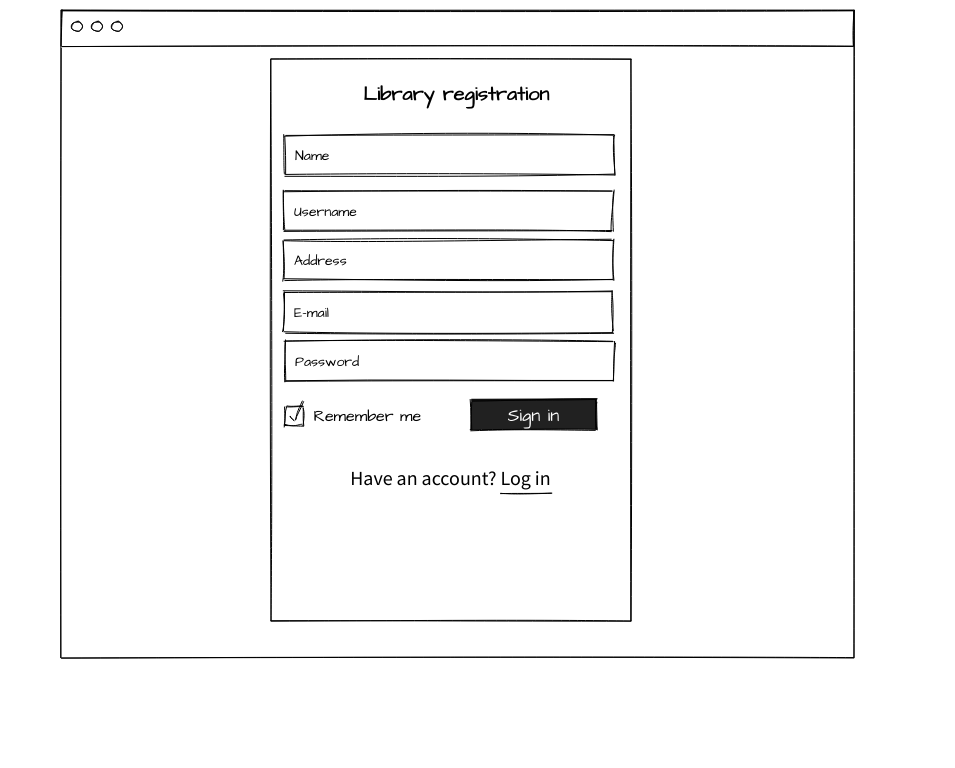 Library registration
Name
Username
Address
E-mail
Password
Remember me
Sign in
Have an account? Log in